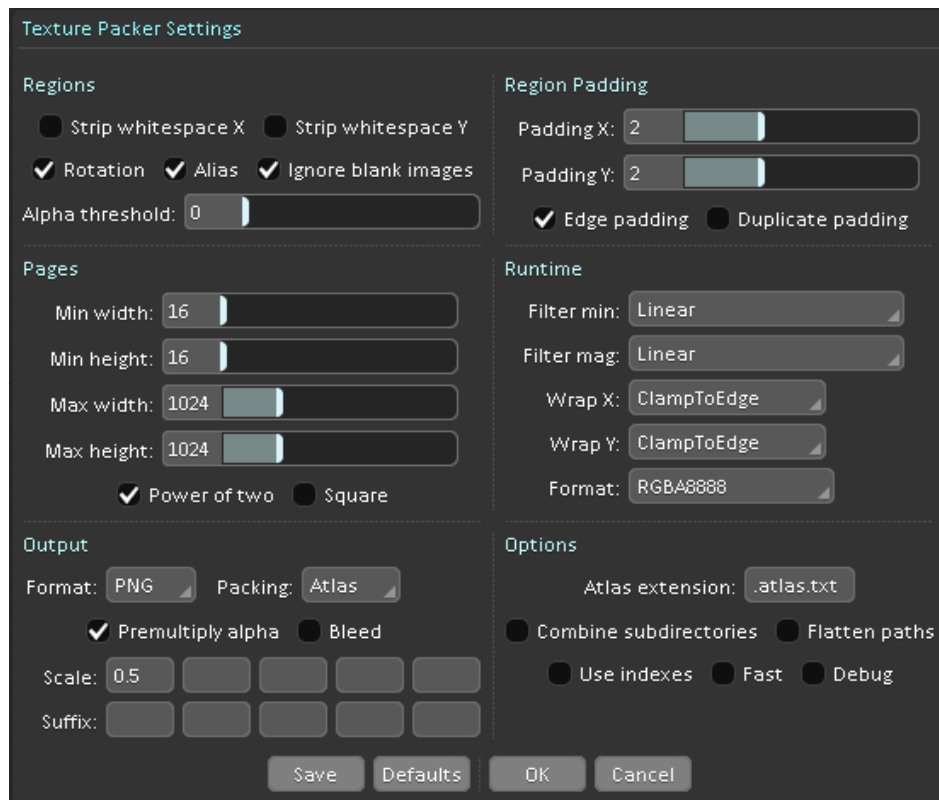 Texture Packer Settings
Regions
Strip whitespace X Strip whitespace Y
Rotation Alias Ignore blank images
Alpha threshold: 0
Region Padding
Padding X: 2
Padding Y: 2
Edge padding Duplicate padding
Pages
Min width: 16
Min height: 16
Max width: 1024
Max height: 1024
Power of two Square
Runtime
Filter min: Linear
Filter mag: Linear
Wrap X: ClampToEdge
Wrap Y: ClampToEdge
Format: RGBA8888
Output
Format: PNG Packing: Atlas
Premultiply alpha Bleed
Scale: 0.5
Suffix:
Options
Atlas extension: .atlas.txt
Combine subdirectories Flatten paths
Use indexes Fast Debug
Save Defaults OK Cancel